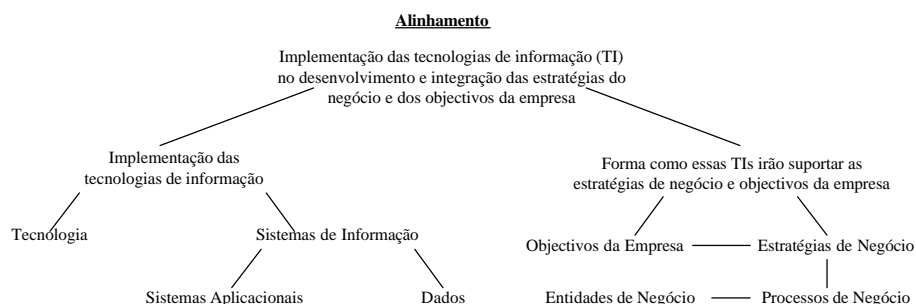 Alinhamento
Implementação das tecnologias de informação (TI)
no desenvolvimento e integração das estratégias do
negócio e dos objectivos da empresa
Implementação das
tecnologias de informação
Forma como essas TIs irão suportar as
estratégias de negócio e objectivos da empresa
Tecnologia
Sistemas de Informação
Objectivos da Empresa
Estratégias de Negócio
Sistemas Aplicacionais
Dados
Entidades de Negócio
Processos de Negócio